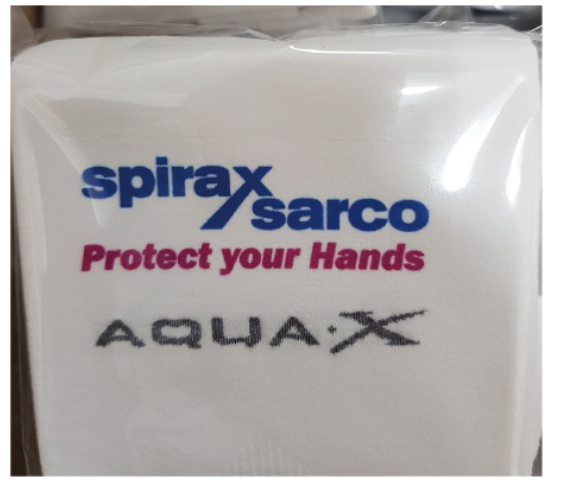 spirax
sarco
Protect your Hands
AQUA·X